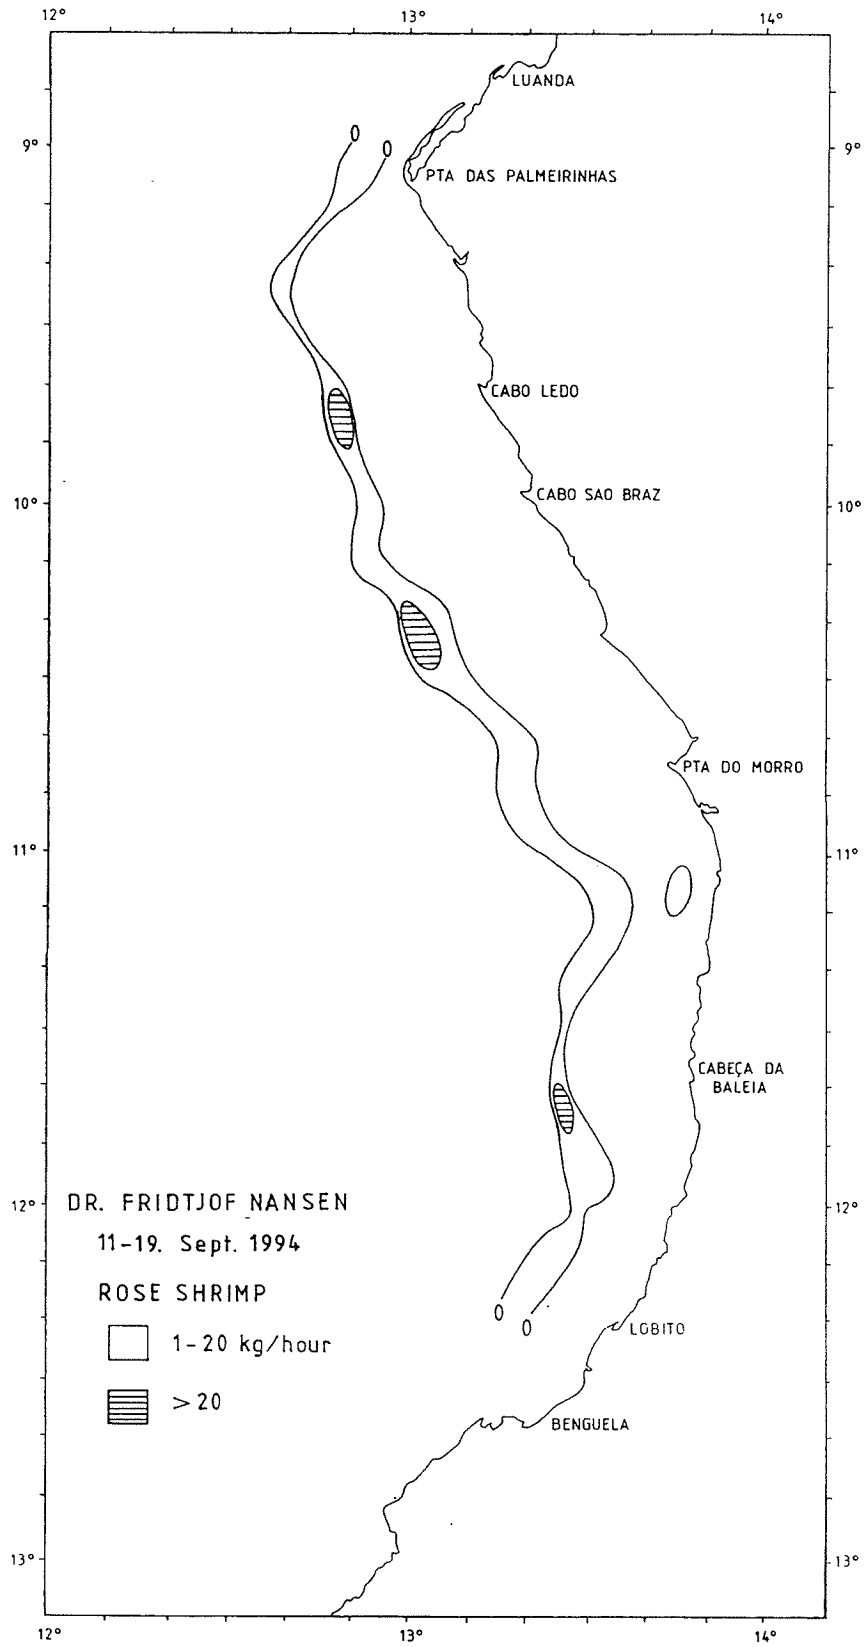 12°
13°
14°
LUANDA
0
0
9°
9°
PTA DAS PALMEIRINHAS
CABO LEDO
CABO SAO BRAZ
10°
10°
PTA DO MORRO
11°
11°
CABEÇA DA
BALEIA
DR. FRIDTJOF NANSEN
12°
12°
11-19. Sept. 1994
ROSE SHRIMP
0
0
LOBITO
1-20 kg/hour
>20
BENGUELA
13°
13°
12°
13°
14°